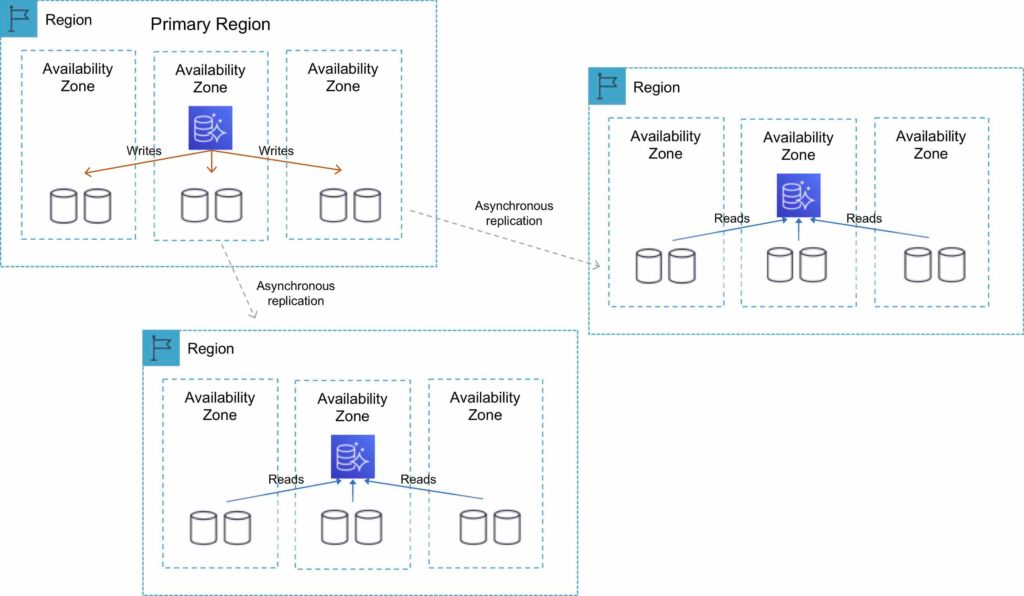 Region
Primary Region
Availability
Zone
Availability
Zone
Availability
Zone
Writes
Writes
Asynchronous
replication
Asynchronous
replication
Region
Availability
Zone
Availability
Zone
Availability
Zone
Reads
Reads
Region
Availability
Zone
Availability
Zone
Availability
Zone
Reads
Reads